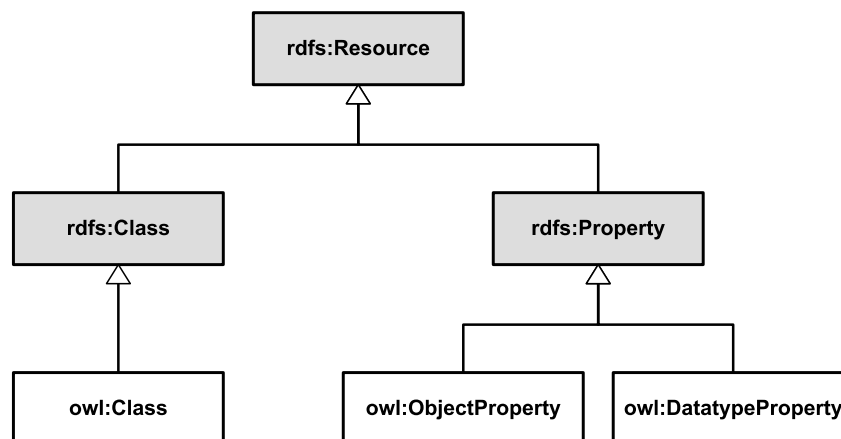 rdfs:Resource
rdfs:Class
rdfs:Property
owl:Class
owl:ObjectProperty
owl:DatatypeProperty